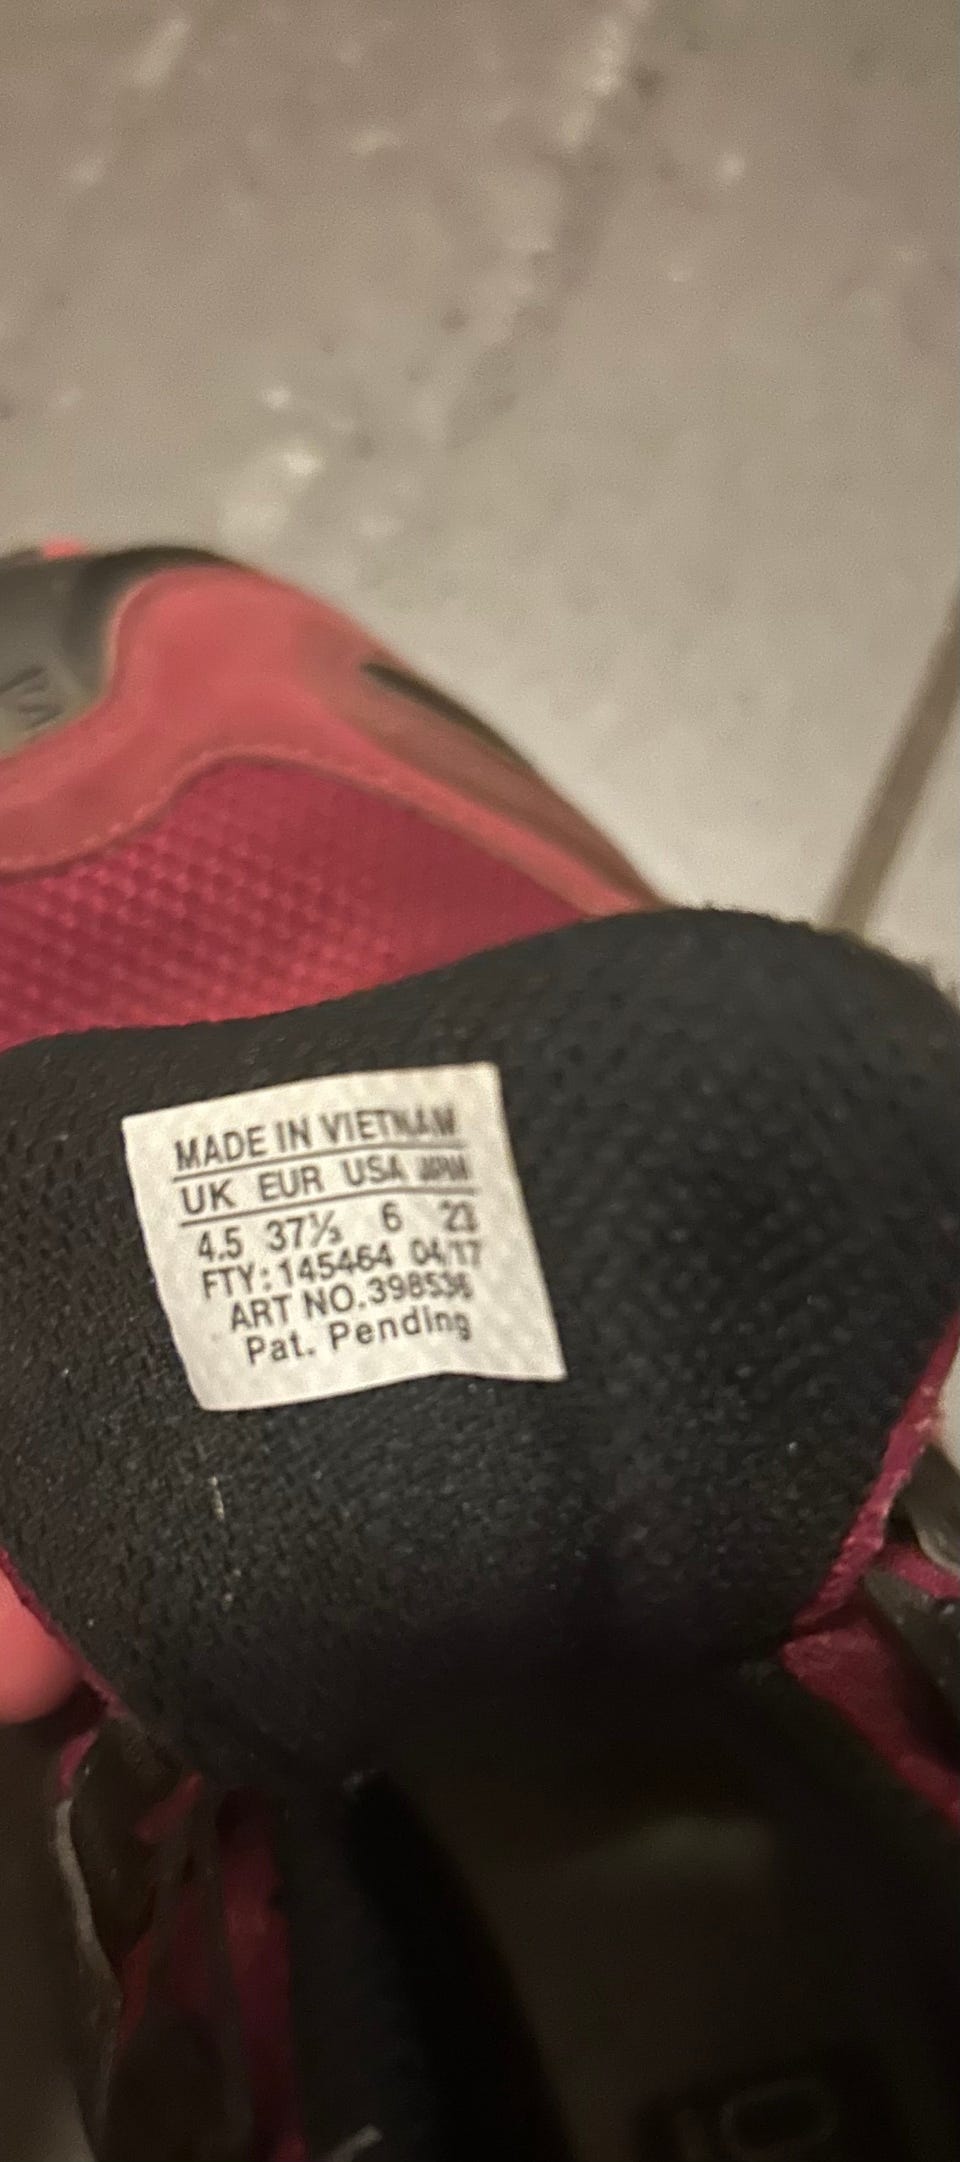 MADE IN VIETNAM
UK EUR USA JAPAN
4.5 37⅓ 6 23
FTY:145464 04/17
ART NO.398536
Pat. Pending